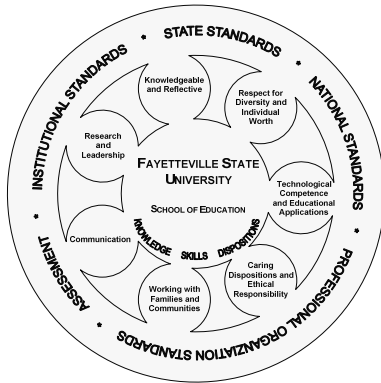 STATE STANDARDS
NATIONAL STANDARDS
PROFESSIONAL ORGANZIATION STANDARDS
ASSESSMENT
INSTITUTIONAL STANDARDS
Knowledgeable
and Reflective
Respect for
Diversity and
Individual
Worth
Technological
Competence
and Educational
Applications
Caring
Dispositions and
Ethical
Responsibility
Working with
Families and
Communities
Communication
Research
and
Leadership
FAYETTEVILLE STATE
UNIVERSITY
SCHOOL OF EDUCATION
KNOWLEDGE SKILLS DISPOSITIONS